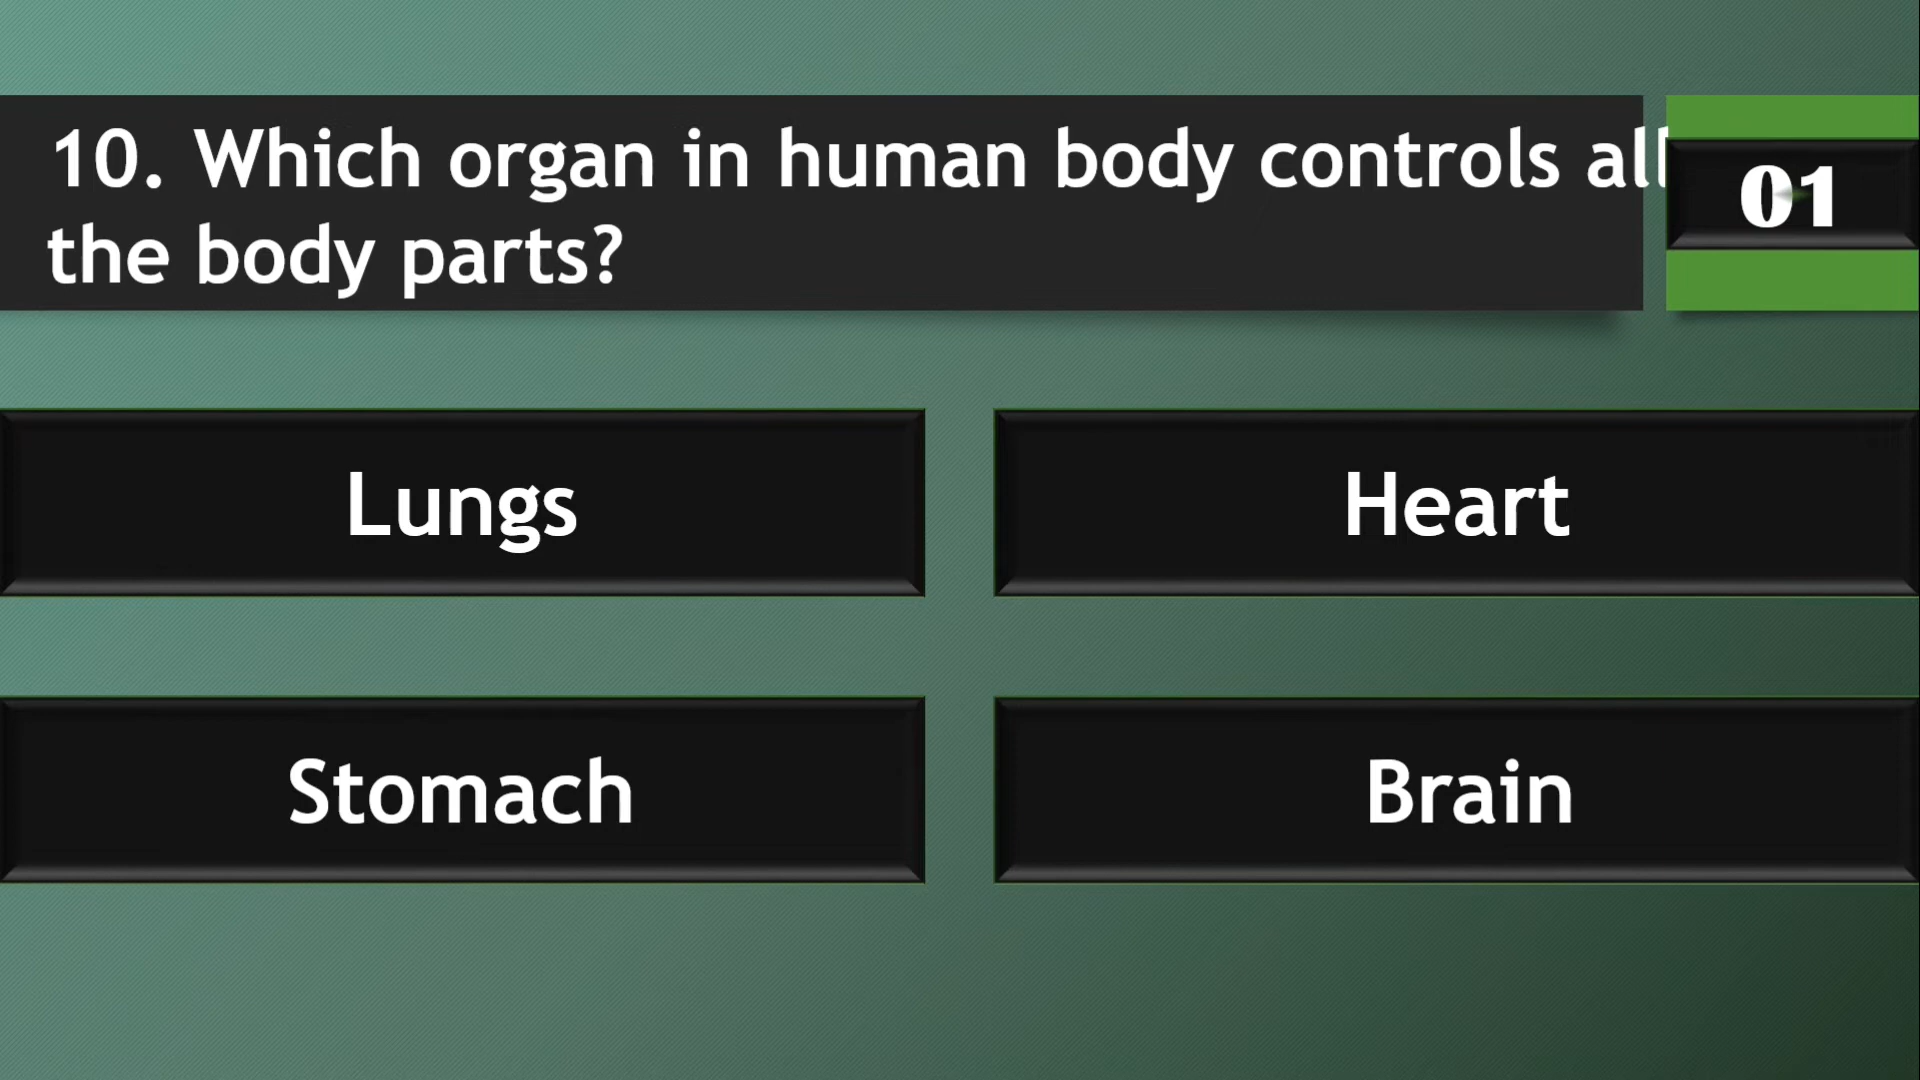 10. Which organ in human body controls all
the body parts?
01
Lungs
Heart
Stomach
Brain